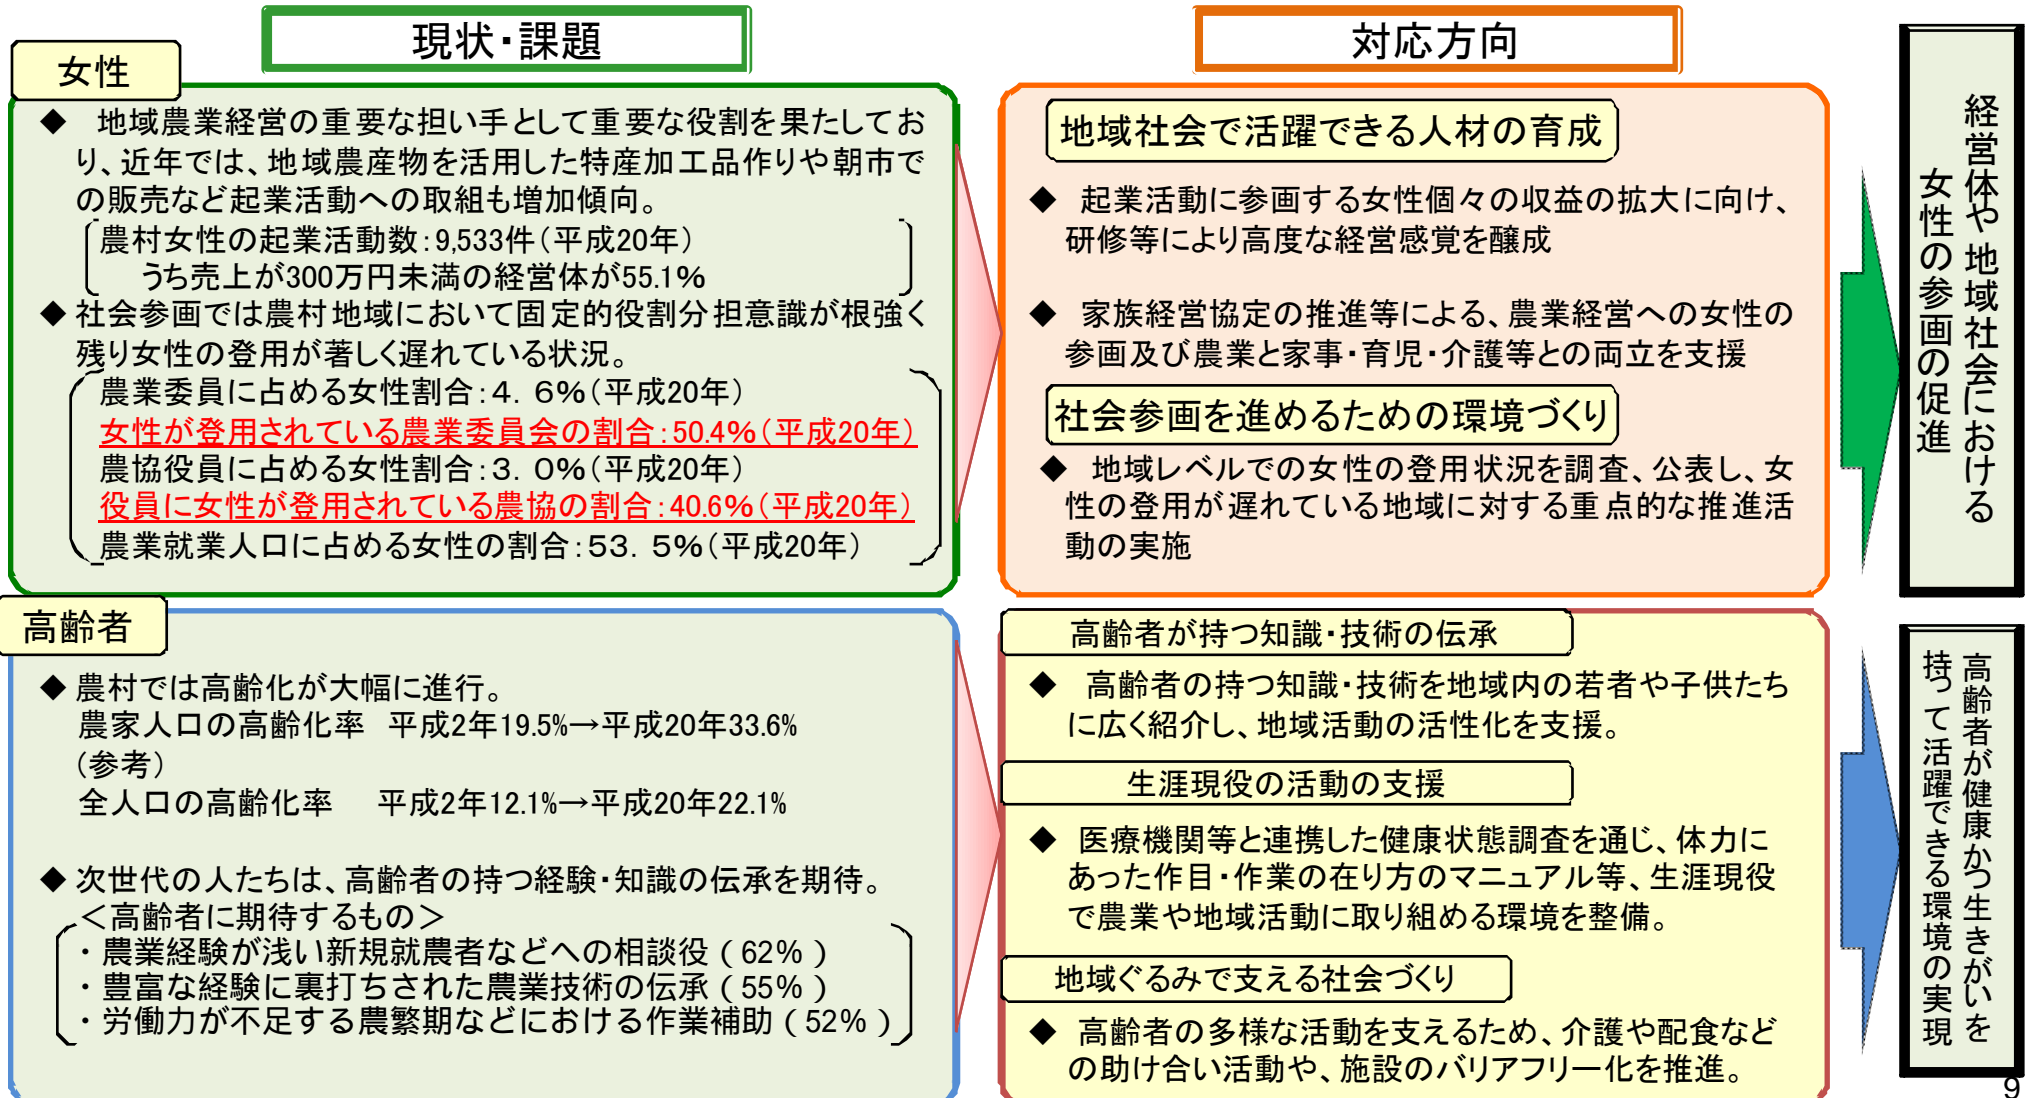 現状・課題
対応方向
女性
◆ 地域農業経営の重要な担い手として重要な役割を果たしてお
り、近年では、地域農産物を活用した特産加工品作りや朝市で
の販売など起業活動への取組も増加傾向。
農村女性の起業活動数：9,533件（平成20年）
うち売上が300万円未満の経営体が55.1％
◆ 社会参画では農村地域において固定的役割分担意識が根強く
残り女性の登用が著しく遅れている状況。
農業委員に占める女性割合：４．６％（平成20年）
女性が登用されている農業委員会の割合：50.4％（平成20年）
農協役員に占める女性割合：３．０％（平成20年）
役員に女性が登用されている農協の割合：40.6％（平成20年）
農業就業人口に占める女性の割合：５３．５％（平成20年）
地域社会で活躍できる人材の育成
◆ 起業活動に参画する女性個々の収益の拡大に向け、
研修等により高度な経営感覚を醸成
◆ 家族経営協定の推進等による、農業経営への女性の
参画及び農業と家事・育児・介護等との両立を支援
社会参画を進めるための環境づくり
◆ 地域レベルでの女性の登用状況を調査、公表し、女
性の登用が遅れている地域に対する重点的な推進活
動の実施
経営体や地域社会における
女性の参画の促進
高齢者
◆ 農村では高齢化が大幅に進行。
農家人口の高齢化率 平成2年19.5%→平成20年33.6%
（参考）
全人口の高齢化率 平成2年12.1%→平成20年22.1%
◆ 次世代の人たちは、高齢者の持つ経験・知識の伝承を期待。
＜高齢者に期待するもの＞
・農業経験が浅い新規就農者などへの相談役（62％）
・豊富な経験に裏打ちされた農業技術の伝承（55％）
・労働力が不足する農繁期などにおける作業補助（52％）
高齢者が持つ知識・技術の伝承
◆ 高齢者の持つ知識・技術を地域内の若者や子供たち
に広く紹介し、地域活動の活性化を支援。
生涯現役の活動の支援
◆ 医療機関等と連携した健康状態調査を通じ、体力に
あった作目・作業の在り方のマニュアル等、生涯現役
で農業や地域活動に取り組める環境を整備。
地域ぐるみで支える社会づくり
◆ 高齢者の多様な活動を支えるため、介護や配食など
の助け合い活動や、施設のバリアフリー化を推進。
高齢者が健康かつ生きがいを
持って活躍できる環境の実現
9